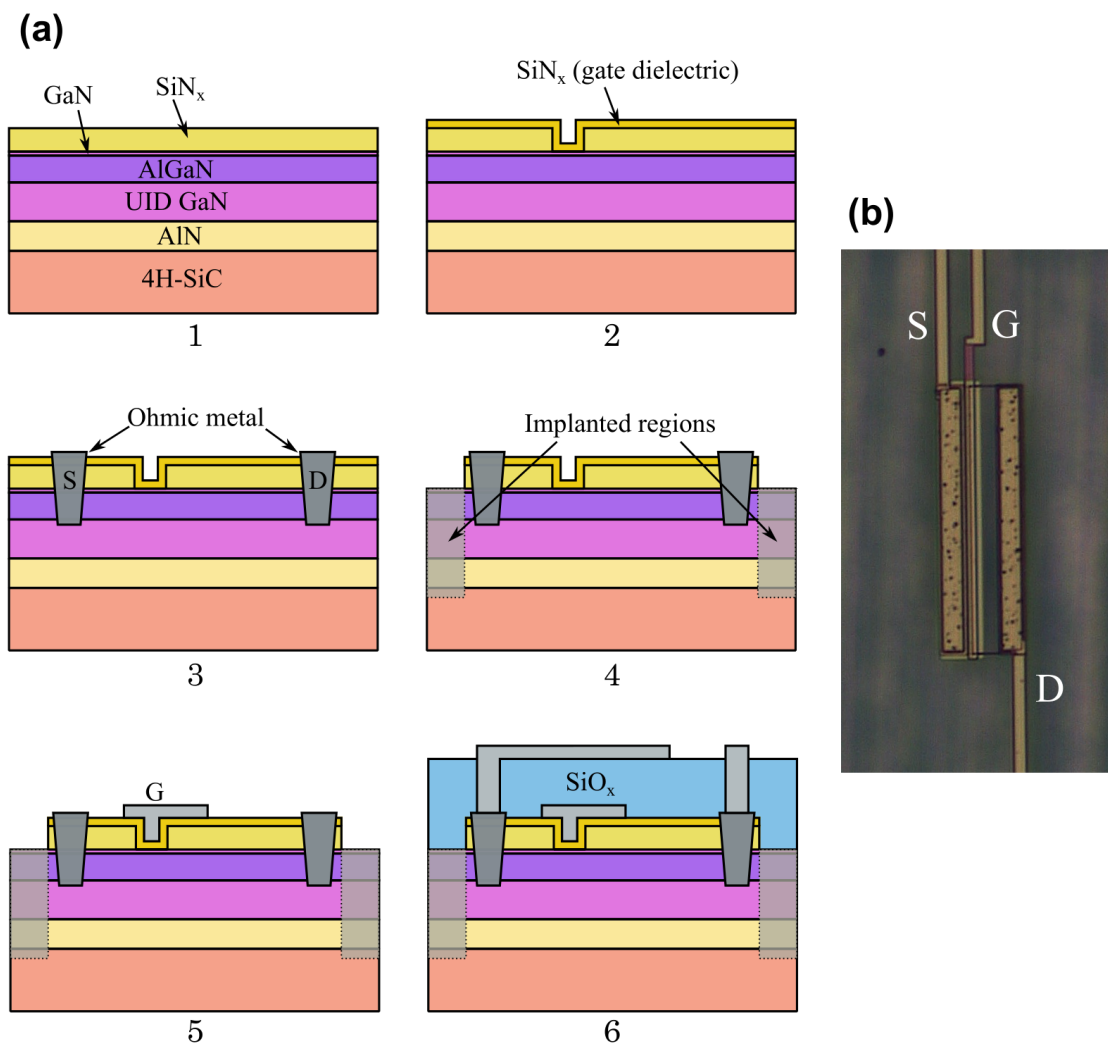 (a)
SiNₓ (gate dielectric)
GaN
SiNₓ
AlGaN
UID GaN
AlN
4H-SiC
1
2
(b)
S
G
D
Ohmic metal
S
D
3
Implanted regions
4
G
5
SiOₓ
6